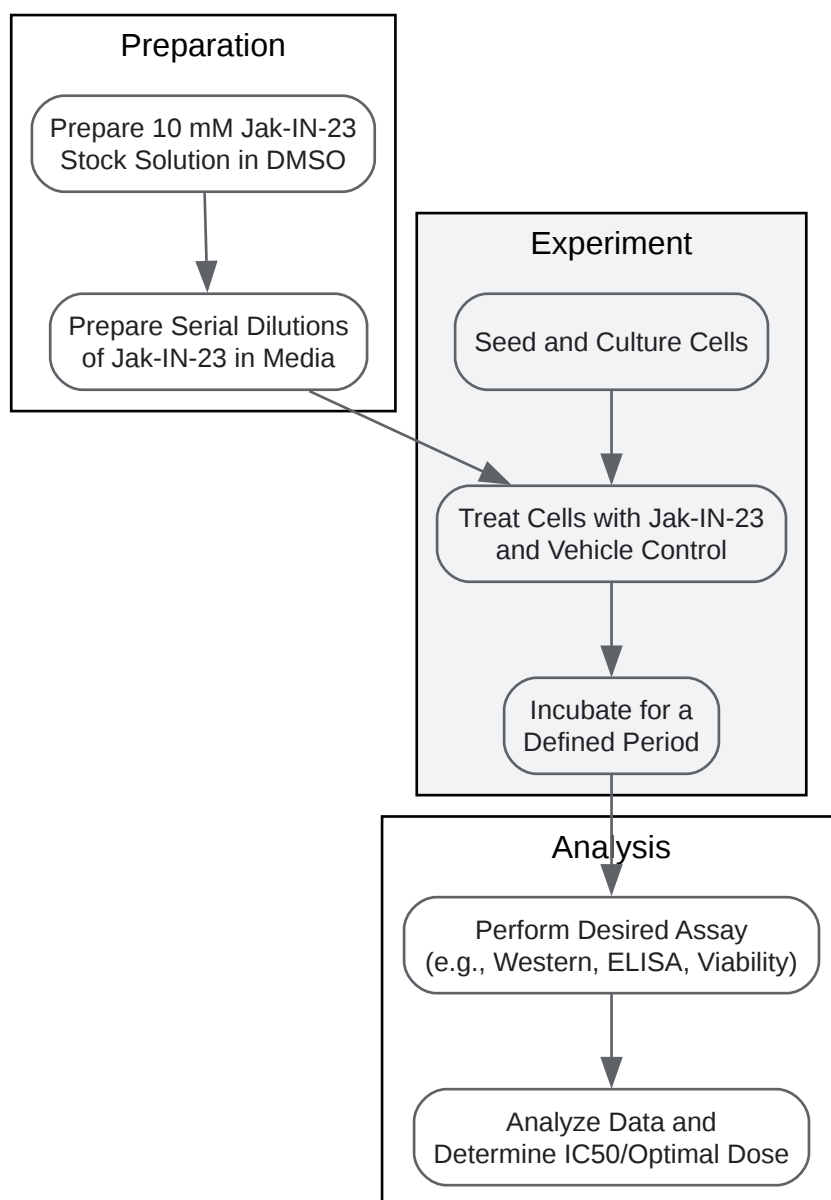 Preparation
Prepare 10 mM Jak-IN-23
Stock Solution in DMSO
Prepare Serial Dilutions
of Jak-IN-23 in Media
Experiment
Seed and Culture Cells
Treat Cells with Jak-IN-23
and Vehicle Control
Incubate for a
Defined Period
Analysis
Perform Desired Assay
(e.g., Western, ELISA, Viability)
Analyze Data and
Determine IC50/Optimal Dose